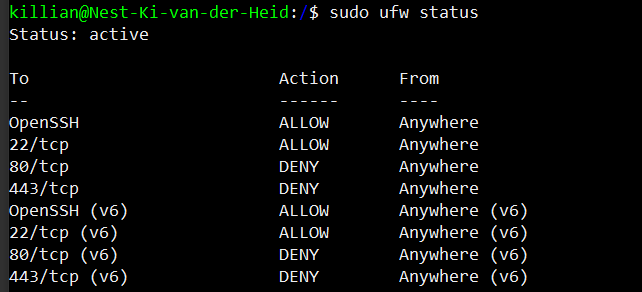 killian@Nest-Ki-van-der-Heid:/$ sudo ufw status
Status: active

To                         Action      From
--                         ------      ----
OpenSSH                    ALLOW       Anywhere
22/tcp                     ALLOW       Anywhere
80/tcp                     DENY        Anywhere
443/tcp                    DENY        Anywhere
OpenSSH (v6)               ALLOW       Anywhere (v6)
22/tcp (v6)                ALLOW       Anywhere (v6)
80/tcp (v6)                DENY        Anywhere (v6)
443/tcp (v6)               DENY        Anywhere (v6)